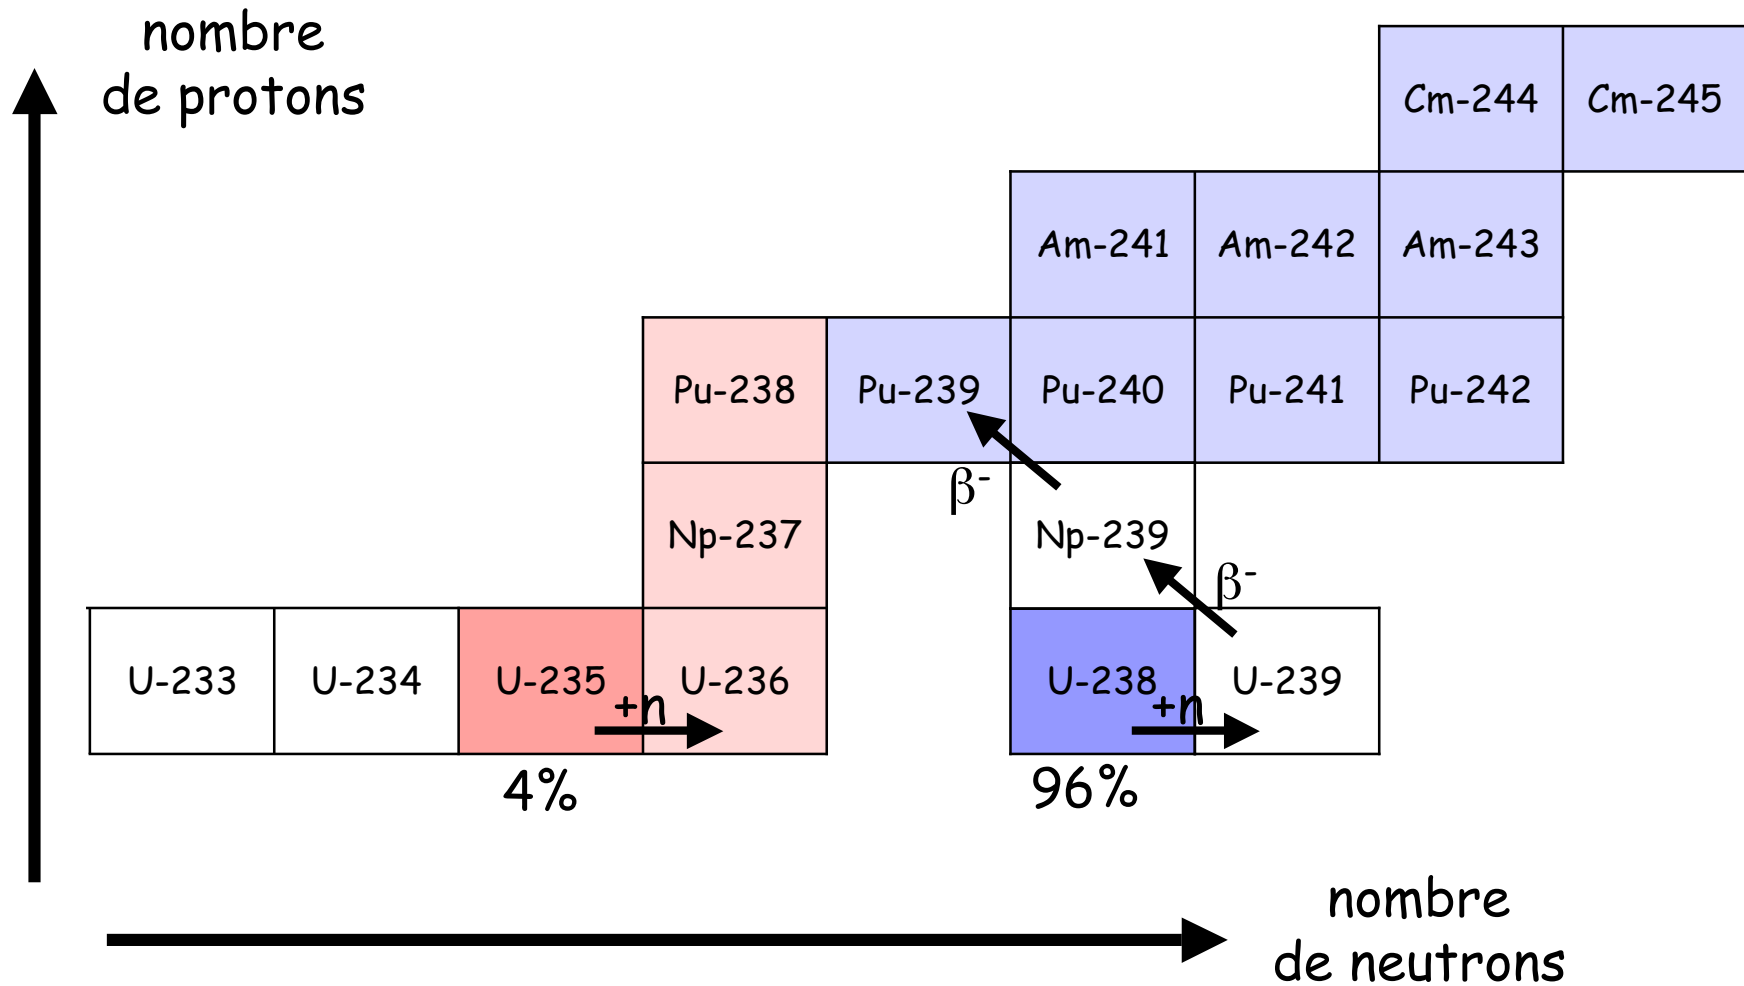 nombre
de protons
Cm-244 Cm-245
Am-241 Am-242 Am-243
Pu-238 Pu-239 Pu-240 Pu-241 Pu-242
β-
Np-237 Np-239
β-
U-233 U-234 U-235 U-236 U-238 U-239
+n +n
4% 96%
nombre
de neutrons